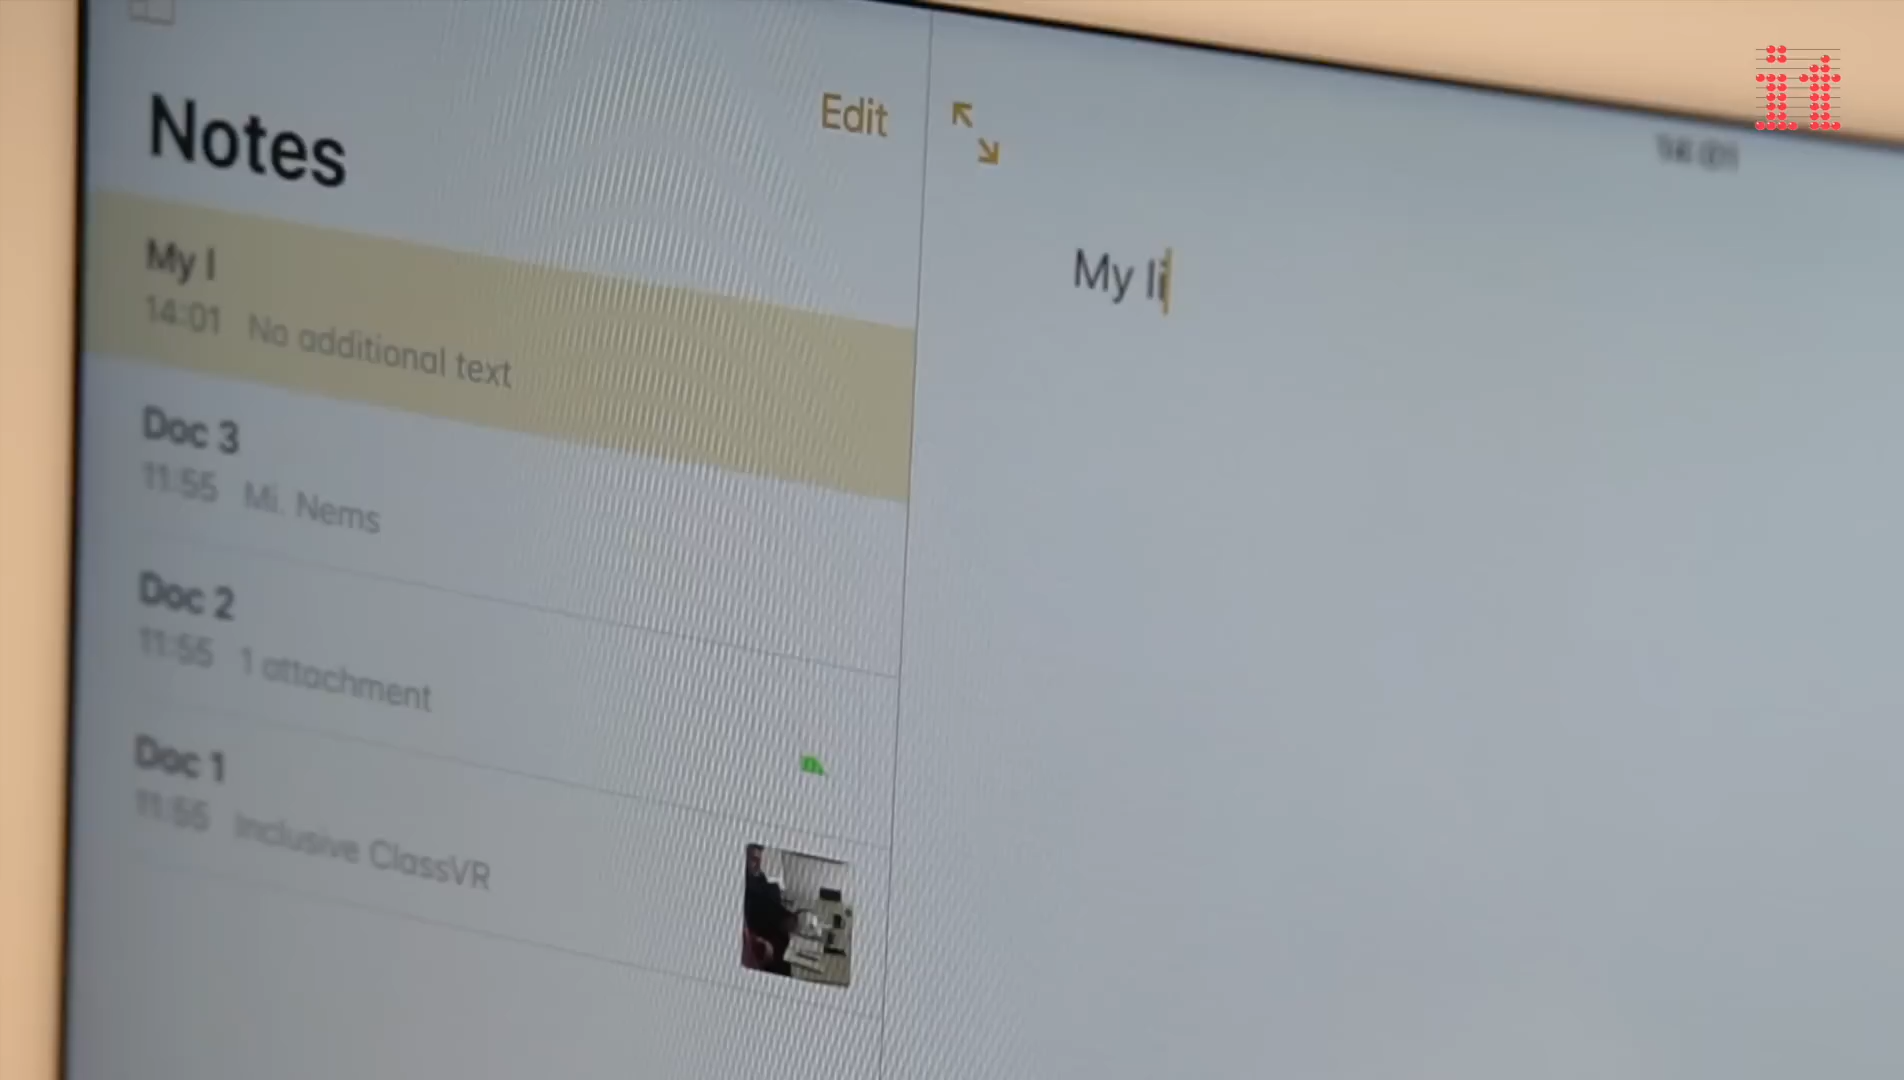 Notes
Edit
My l
14:01 No additional text
Doc 3
11:55 Mi. Nems
Doc 2
11:55 1 attachment
Doc 1
11:55 Inclusive ClassVR
My li